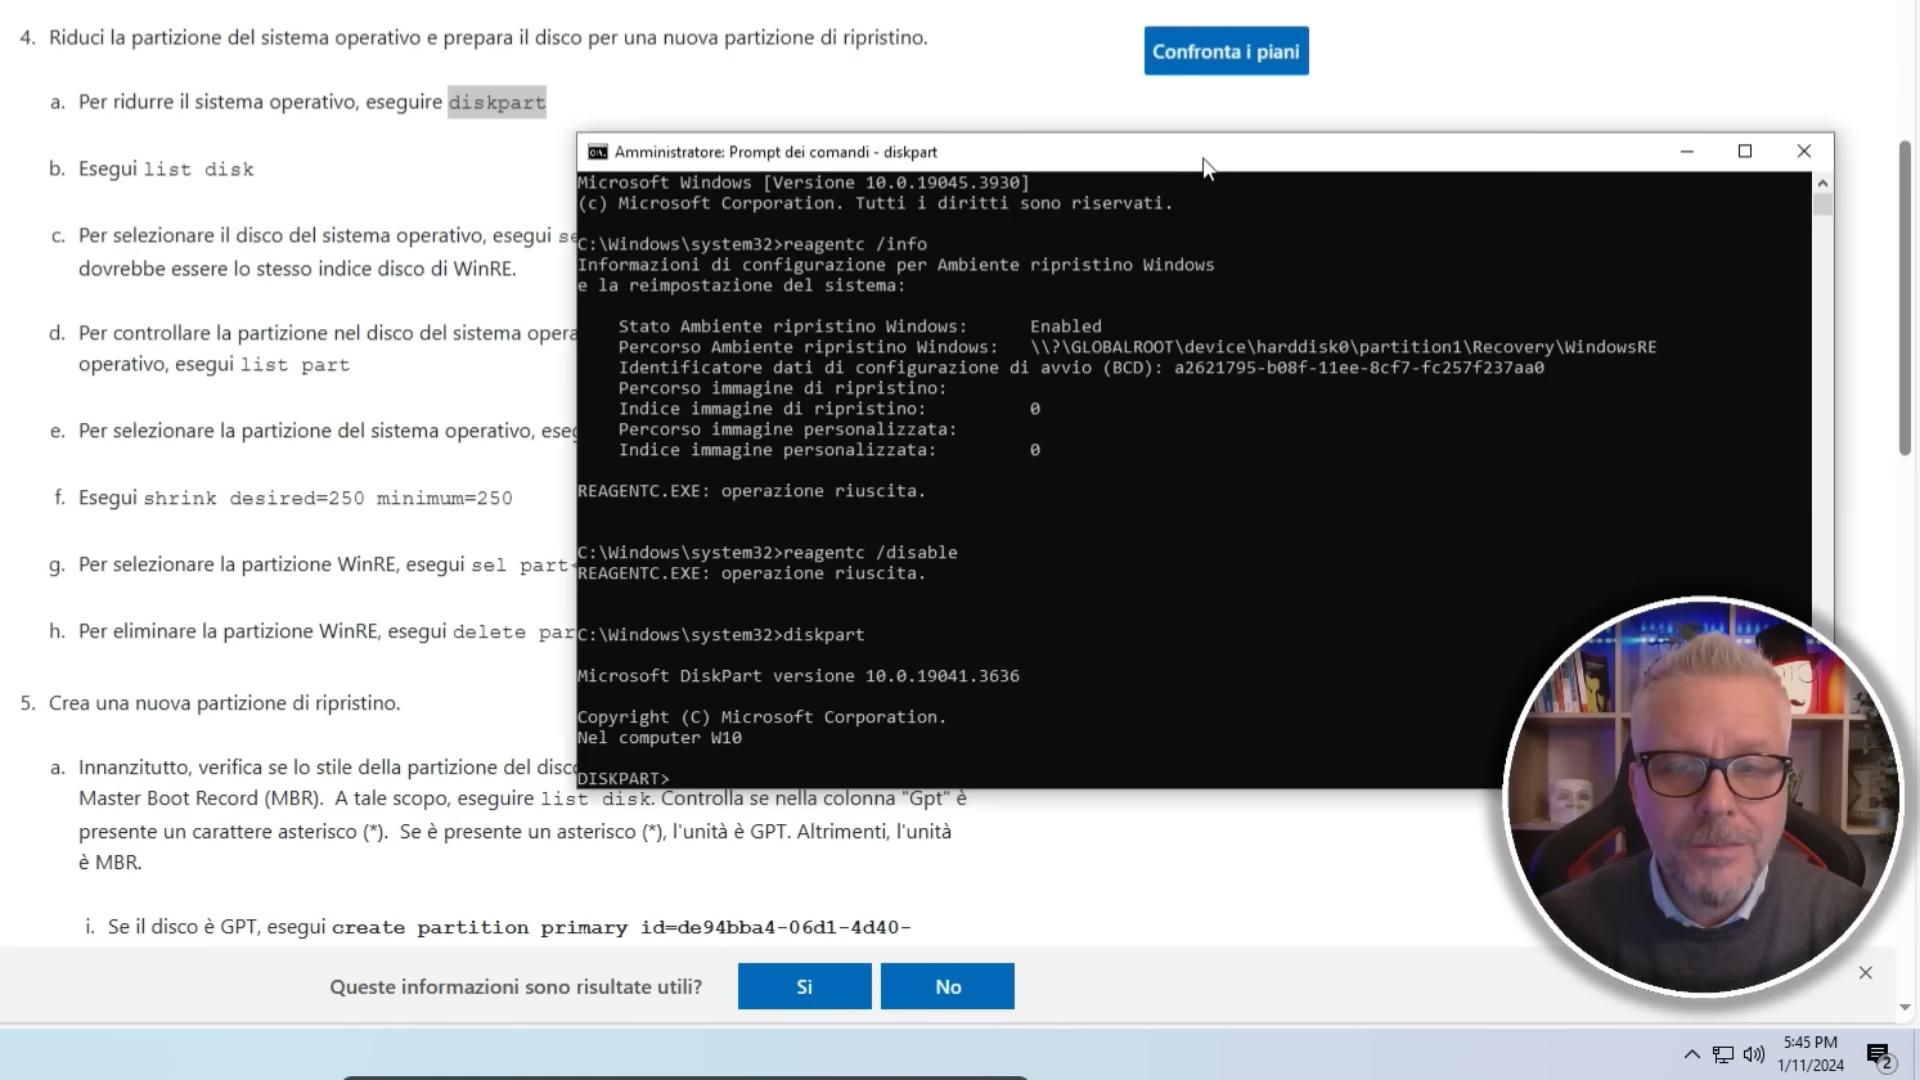 4. Riduci la partizione del sistema operativo e prepara il disco per una nuova partizione di ripristino.
Confronta i piani
a. Per ridurre il sistema operativo, eseguire diskpart
b. Esegui list disk
c. Per selezionare il disco del sistema operativo, esegui se
dovrebbe essere lo stesso indice disco di WinRE.
d. Per controllare la partizione nel disco del sistema opera
operativo, esegui list part
e. Per selezionare la partizione del sistema operativo, eseg
f. Esegui shrink desired=250 minimum=250
g. Per selezionare la partizione WinRE, esegui sel part
h. Per eliminare la partizione WinRE, esegui delete par
5. Crea una nuova partizione di ripristino.
a. Innanzitutto, verifica se lo stile della partizione del disco
Master Boot Record (MBR). A tale scopo, eseguire list disk. Controlla se nella colonna "Gpt" è
presente un carattere asterisco (*). Se è presente un asterisco (*), l'unità è GPT. Altrimenti, l'unità
è MBR.
i. Se il disco è GPT, esegui create partition primary id=de94bba4-06d1-4d40-
Amministratore: Prompt dei comandi - diskpart
Microsoft Windows [Versione 10.0.19045.3930]
(c) Microsoft Corporation. Tutti i diritti sono riservati.
C:\Windows\system32>reagentc /info
Informazioni di configurazione per Ambiente ripristino Windows
e la reimpostazione del sistema:
Stato Ambiente ripristino Windows: Enabled
Percorso Ambiente ripristino Windows: \\?\GLOBALROOT\device\harddisk0\partition1\Recovery\WindowsRE
Identificatore dati di configurazione di avvio (BCD): a2621795-b08f-11ee-8cf7-fc257f237aa0
Percorso immagine di ripristino:
Indice immagine di ripristino: 0
Percorso immagine personalizzata:
Indice immagine personalizzata: 0
REAGENTC.EXE: operazione riuscita.
C:\Windows\system32>reagentc /disable
REAGENTC.EXE: operazione riuscita.
C:\Windows\system32>diskpart
Microsoft DiskPart versione 10.0.19041.3636
Copyright (C) Microsoft Corporation.
Nel computer W10
DISKPART>
Queste informazioni sono risultate utili?
Sì
No
5:45 PM
1/11/2024
2